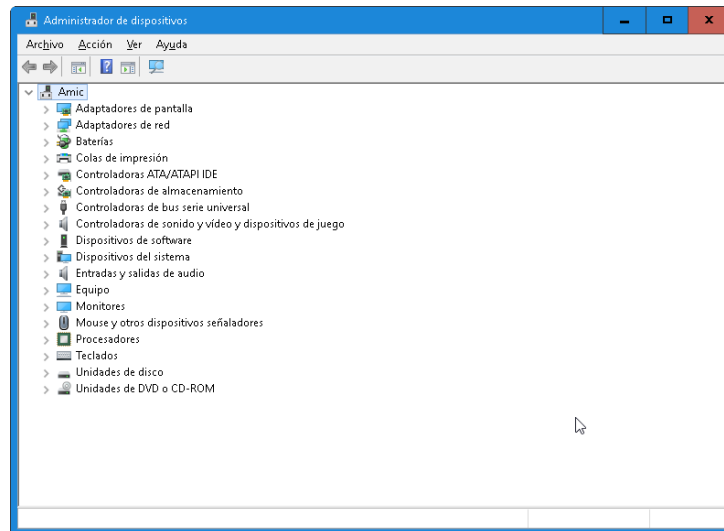 Administrador de dispositivos
Archivo Acción Ver Ayuda
Amic
Adaptadores de pantalla
Adaptadores de red
Baterías
Colas de impresión
Controladoras ATA/ATAPI IDE
Controladoras de almacenamiento
Controladoras de bus serie universal
Controladoras de sonido y vídeo y dispositivos de juego
Dispositivos de software
Dispositivos del sistema
Entradas y salidas de audio
Equipo
Monitores
Mouse y otros dispositivos señaladores
Procesadores
Teclados
Unidades de disco
Unidades de DVD o CD-ROM